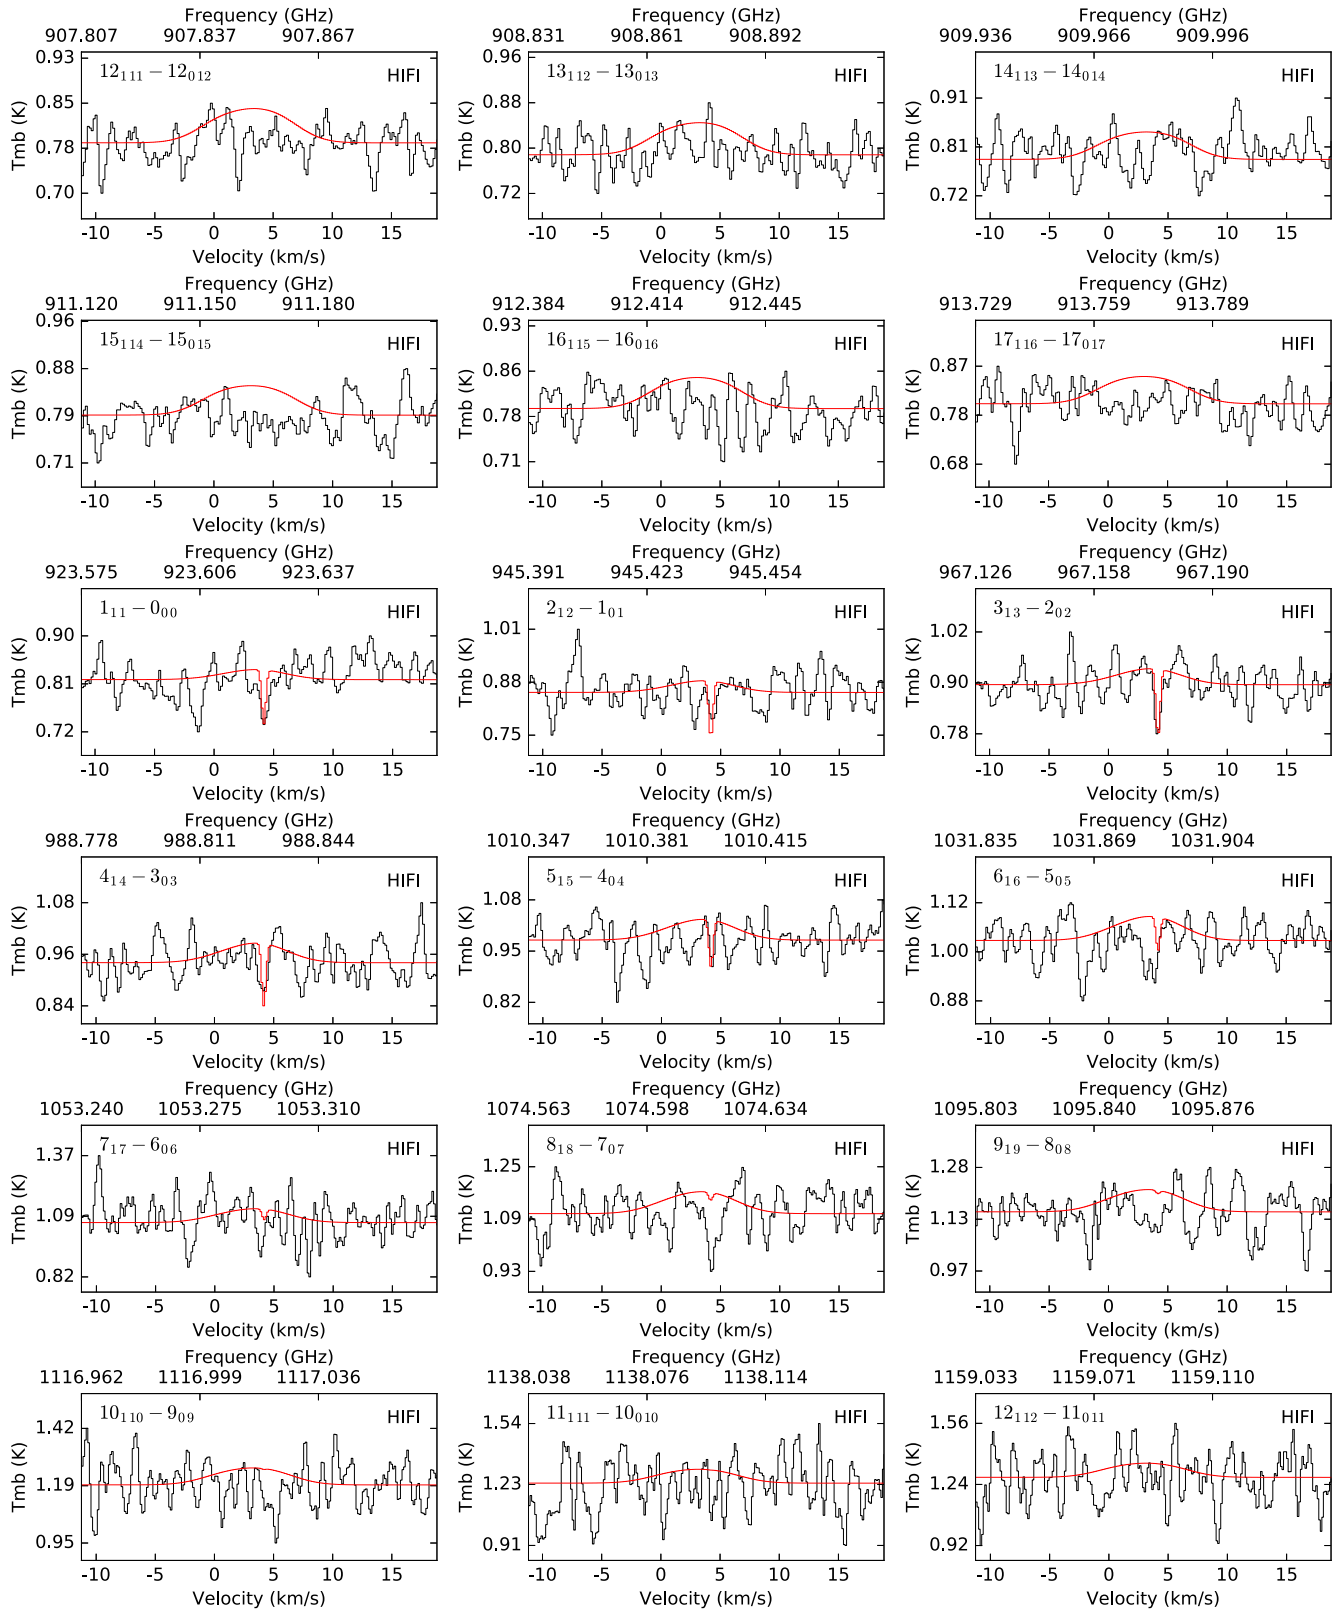 Frequency (GHz) Frequency (GHz) Frequency (GHz)
907.807 907.837 907.867 908.831 908.861 908.892 909.936 909.966 909.996
12₁₁₁ − 12₀₁₂ HIFI 13₁₁₂ − 13₀₁₃ HIFI 14₁₁₃ − 14₀₁₄ HIFI
Tmb (K) 0.93 0.85 0.78 0.70 Tmb (K) 0.96 0.88 0.80 0.72 Tmb (K) 0.91 0.81 0.72
-10 -5 0 5 10 15 -10 -5 0 5 10 15 -10 -5 0 5 10 15
Velocity (km/s) Velocity (km/s) Velocity (km/s)
Frequency (GHz) Frequency (GHz) Frequency (GHz)
911.120 911.150 911.180 912.384 912.414 912.445 913.729 913.759 913.789
15₁₁₄ − 15₀₁₅ HIFI 16₁₁₅ − 16₀₁₆ HIFI 17₁₁₆ − 17₀₁₇ HIFI
Tmb (K) 0.96 0.88 0.79 0.71 Tmb (K) 0.93 0.86 0.78 0.71 Tmb (K) 0.87 0.78 0.68
-10 -5 0 5 10 15 -10 -5 0 5 10 15 -10 -5 0 5 10 15
Velocity (km/s) Velocity (km/s) Velocity (km/s)
Frequency (GHz) Frequency (GHz) Frequency (GHz)
923.575 923.606 923.637 945.391 945.423 945.454 967.126 967.158 967.190
1₁₁ − 0₀₀ HIFI 2₁₂ − 1₀₁ HIFI 3₁₃ − 2₀₂ HIFI
Tmb (K) 0.90 0.81 0.72 Tmb (K) 1.01 0.88 0.75 Tmb (K) 1.02 0.90 0.78
-10 -5 0 5 10 15 -10 -5 0 5 10 15 -10 -5 0 5 10 15
Velocity (km/s) Velocity (km/s) Velocity (km/s)
Frequency (GHz) Frequency (GHz) Frequency (GHz)
988.778 988.811 988.844 1010.347 1010.381 1010.415 1031.835 1031.869 1031.904
4₁₄ − 3₀₃ HIFI 5₁₅ − 4₀₄ HIFI 6₁₆ − 5₀₅ HIFI
Tmb (K) 1.08 0.96 0.84 Tmb (K) 1.08 0.95 0.82 Tmb (K) 1.12 1.00 0.88
-10 -5 0 5 10 15 -10 -5 0 5 10 15 -10 -5 0 5 10 15
Velocity (km/s) Velocity (km/s) Velocity (km/s)
Frequency (GHz) Frequency (GHz) Frequency (GHz)
1053.240 1053.275 1053.310 1074.563 1074.598 1074.634 1095.803 1095.840 1095.876
7₁₇ − 6₀₆ HIFI 8₁₈ − 7₀₇ HIFI 9₁₉ − 8₀₈ HIFI
Tmb (K) 1.37 1.09 0.82 Tmb (K) 1.25 1.09 0.93 Tmb (K) 1.28 1.13 0.97
-10 -5 0 5 10 15 -10 -5 0 5 10 15 -10 -5 0 5 10 15
Velocity (km/s) Velocity (km/s) Velocity (km/s)
Frequency (GHz) Frequency (GHz) Frequency (GHz)
1116.962 1116.999 1117.036 1138.038 1138.076 1138.114 1159.033 1159.071 1159.110
10₁₁₀ − 9₀₉ HIFI 11₁₁₁ − 10₀₁₀ HIFI 12₁₁₂ − 11₀₁₁ HIFI
Tmb (K) 1.42 1.19 0.95 Tmb (K) 1.54 1.23 0.91 Tmb (K) 1.56 1.24 0.92
-10 -5 0 5 10 15 -10 -5 0 5 10 15 -10 -5 0 5 10 15
Velocity (km/s) Velocity (km/s) Velocity (km/s)